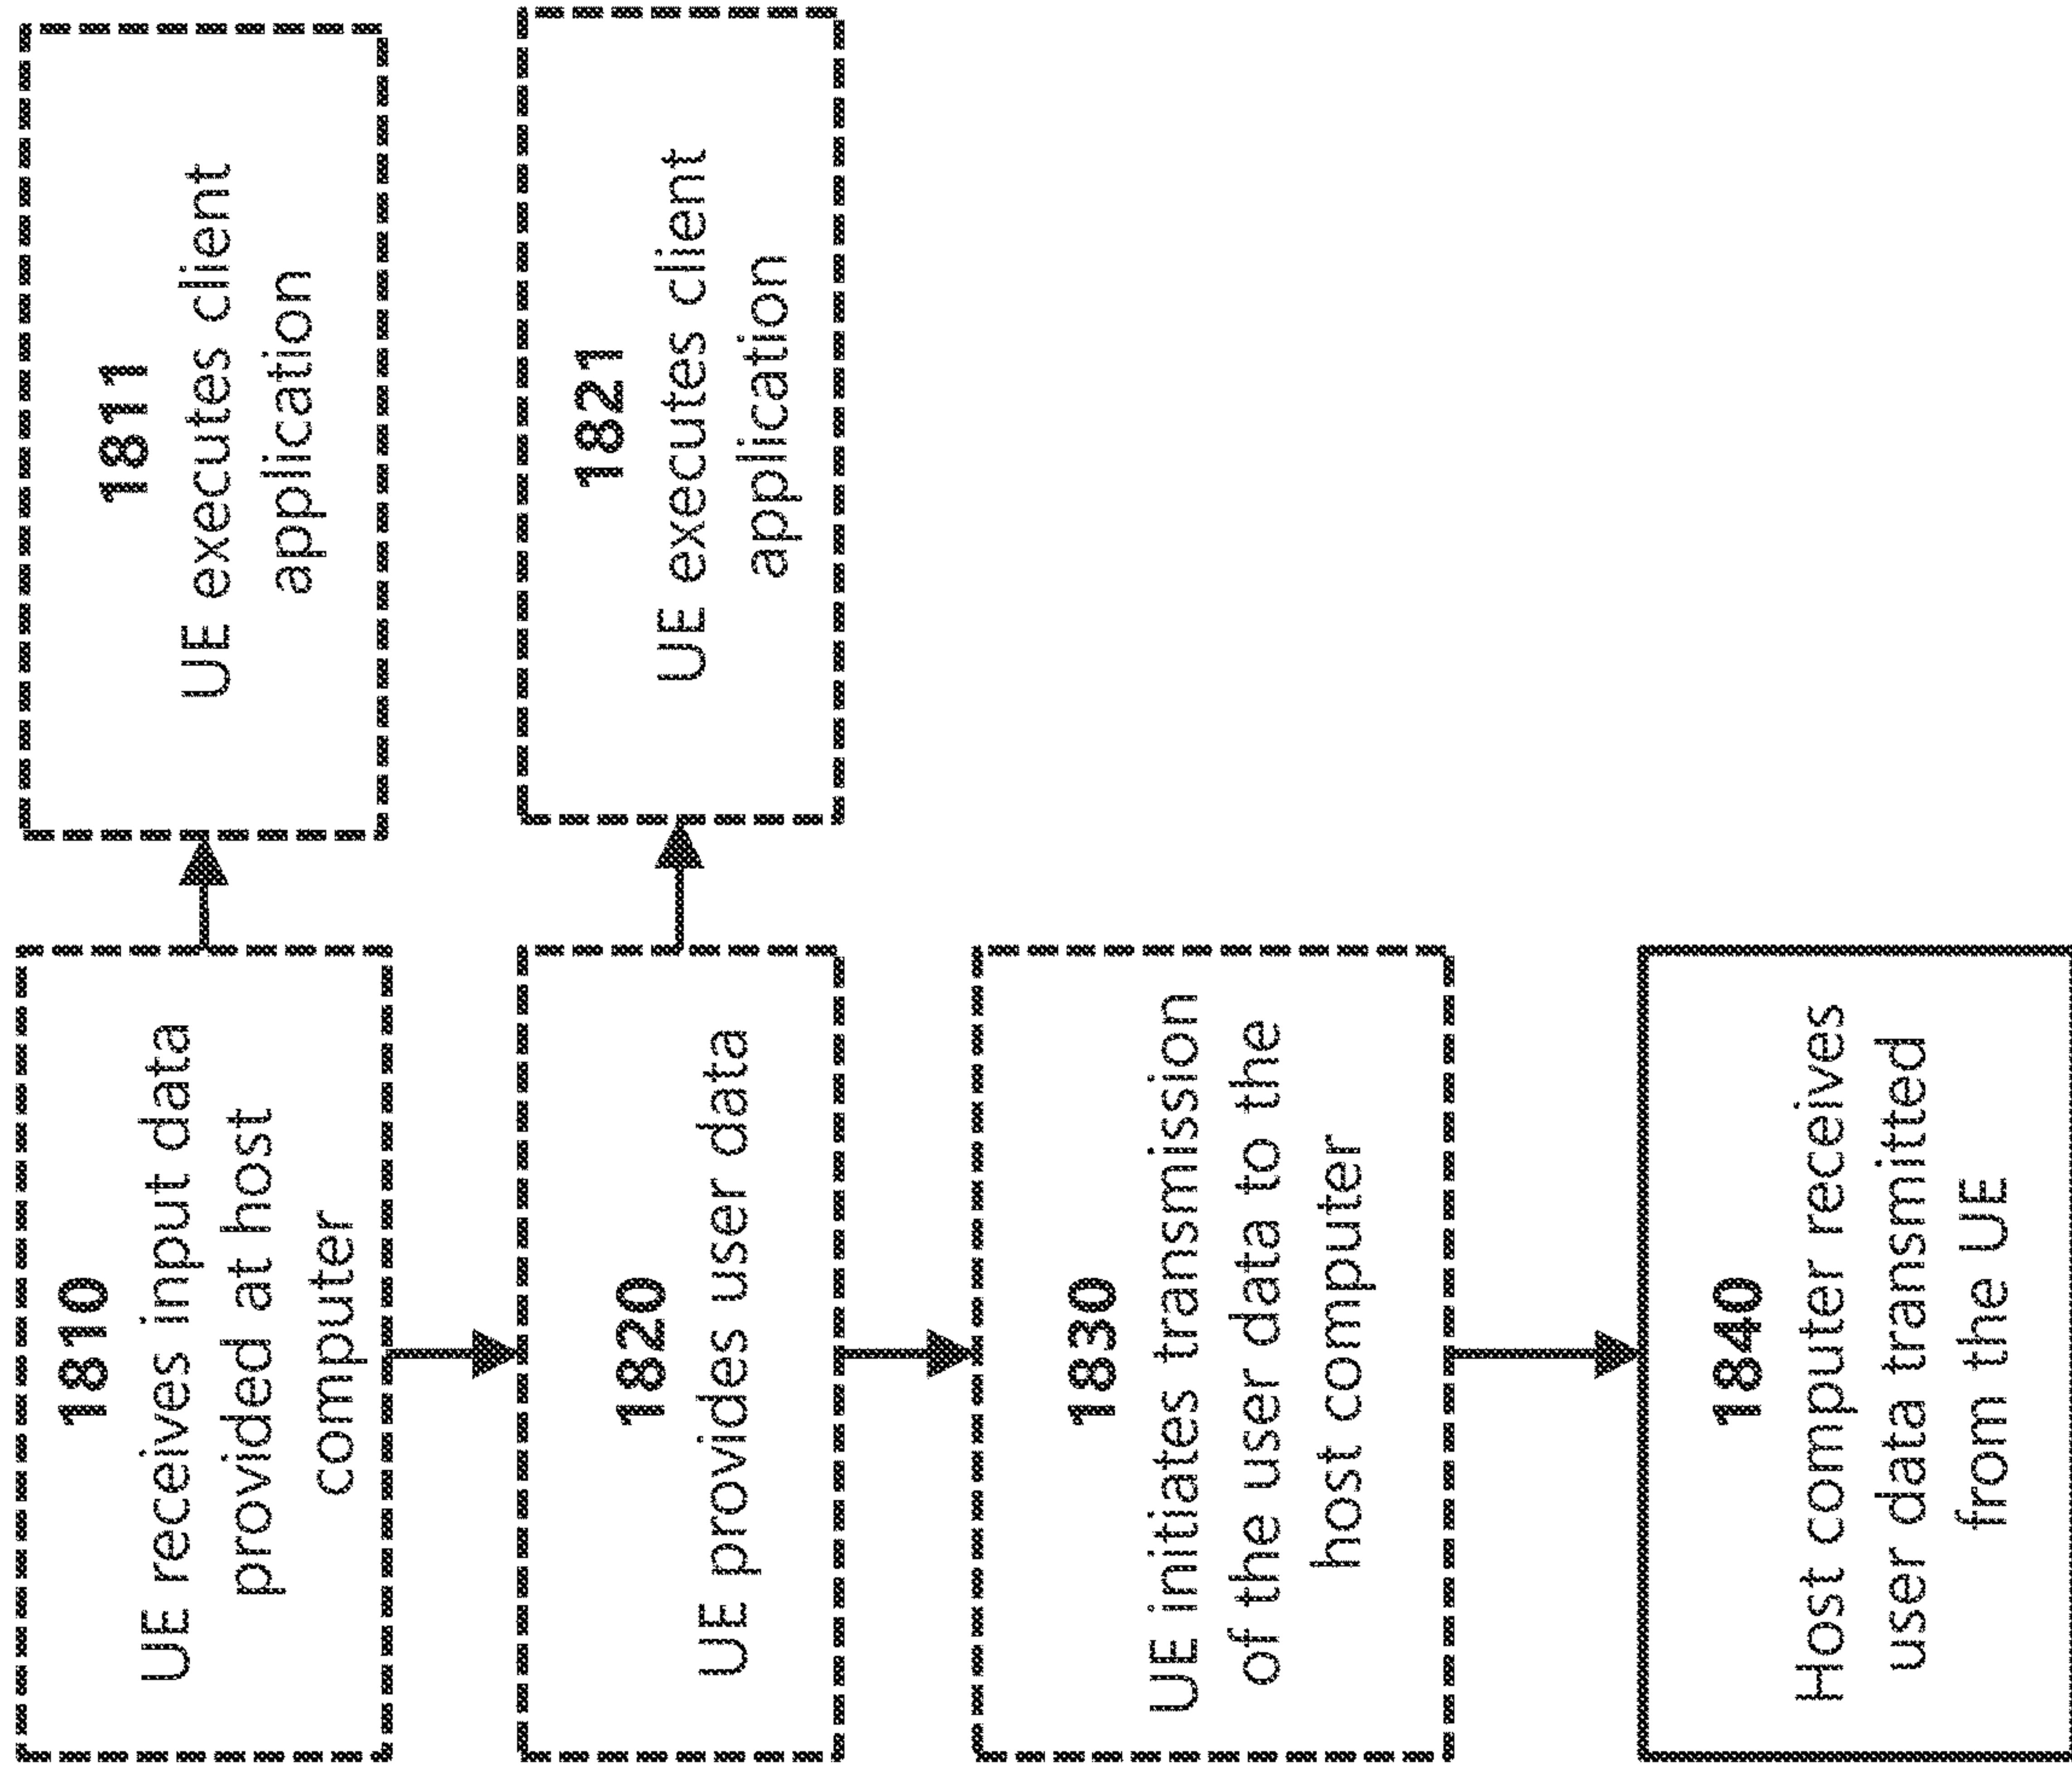 1810
UE receives input data
provided at host
computer
1811
UE executes client
application
1820
UE provides user data
1821
UE executes client
application
1830
UE initiates transmission
of the user data to the
host computer
1840
Host computer receives
user data transmitted
from the UE